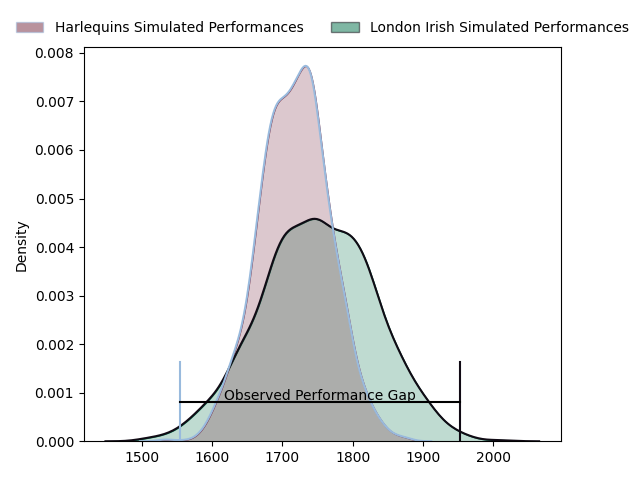 Harlequins Simulated Performances
London Irish Simulated Performances
0.008
0.007
0.006
0.005
0.004
0.003
0.002
0.001
0.000
Density
Observed Performance Gap
1500 1600 1700 1800 1900 2000